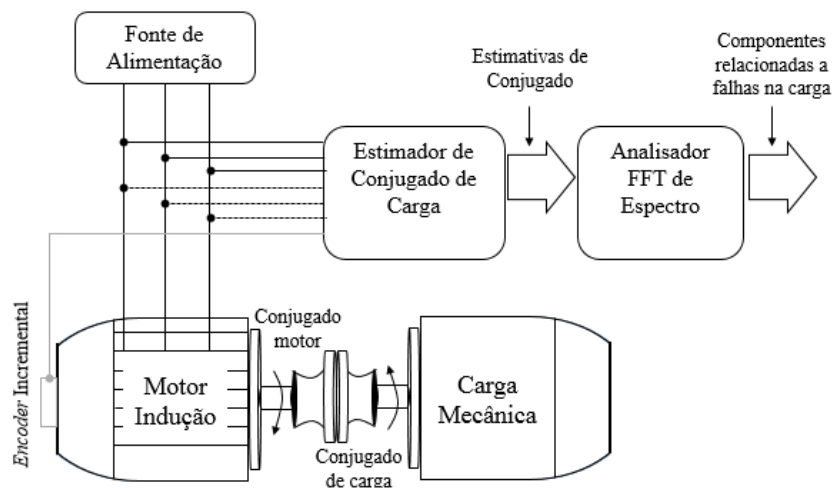 Fonte de
Alimentação
Estimativas de
Conjugado
Componentes
relacionadas a
falhas na carga
Estimador de
Conjugado de
Carga
Analisador
FFT de
Espectro
Encoder Incremental
Conjugado
motor
Motor
Indução
Carga
Mecânica
Conjugado
de carga